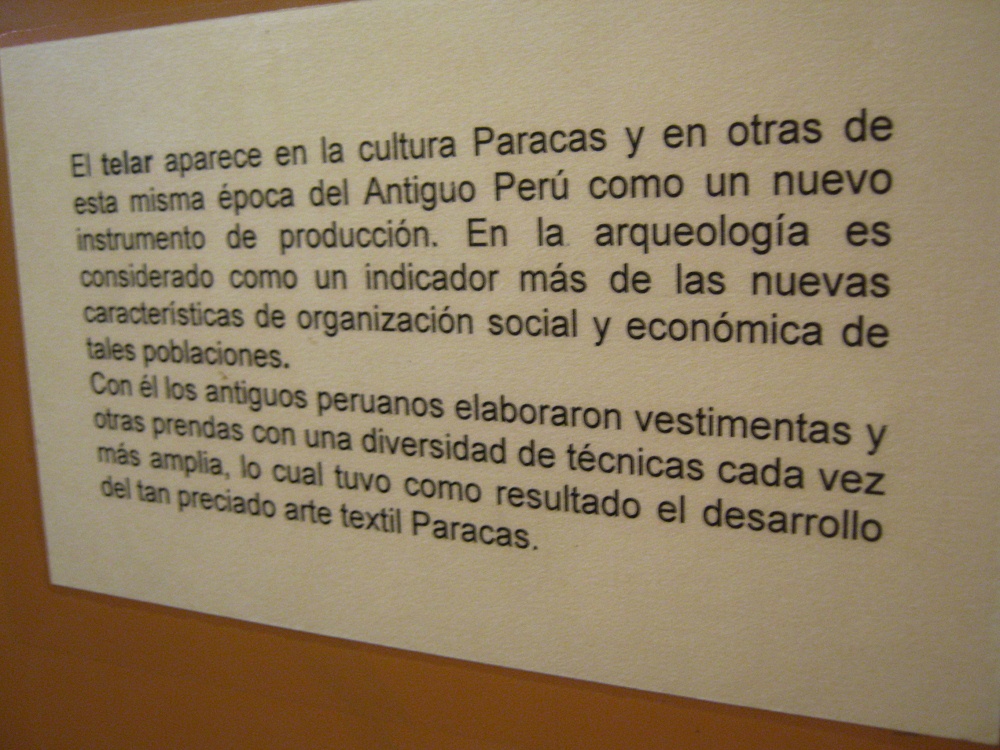 El telar aparece en la cultura Paracas y en otras de
esta misma época del Antiguo Perú como un nuevo
instrumento de producción. En la arqueología es
considerado como un indicador más de las nuevas
características de organización social y económica de
tales poblaciones.
Con él los antiguos peruanos elaboraron vestimentas y
otras prendas con una diversidad de técnicas cada vez
más amplia, lo cual tuvo como resultado el desarrollo
del tan preciado arte textil Paracas.